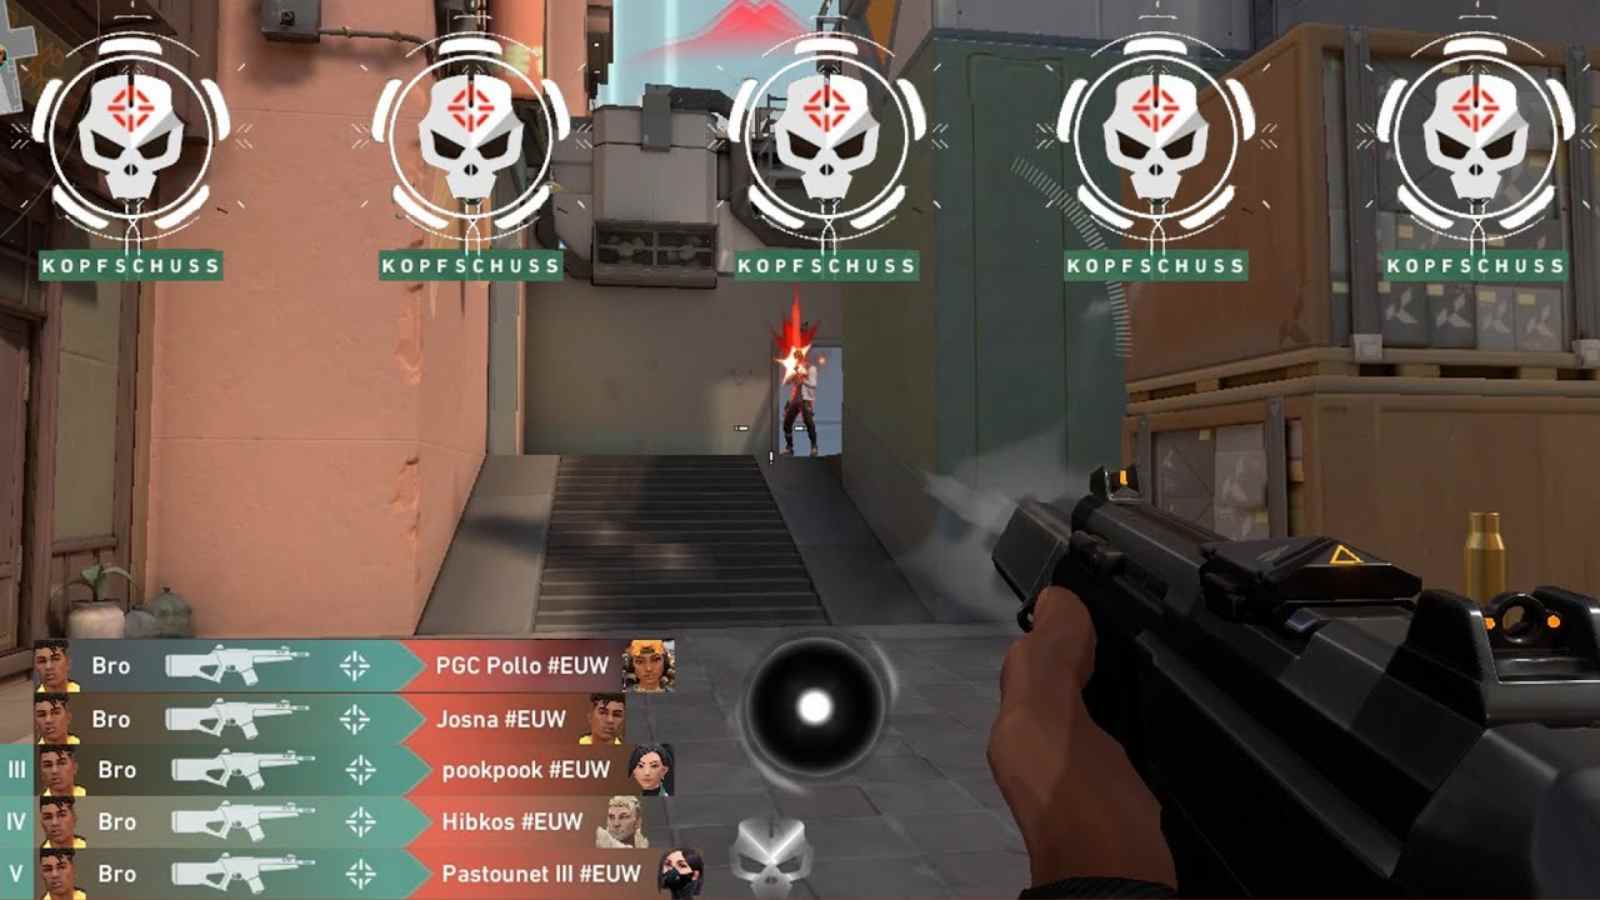 KOPFSCHUSS KOPFSCHUSS KOPFSCHUSS KOPFSCHUSS KOPFSCHUSS
Bro PGC Pollo #EUW
Bro Josna #EUW
III Bro pookpook #EUW
IV Bro Hibkos #EUW
V Bro Pastounet III #EUW